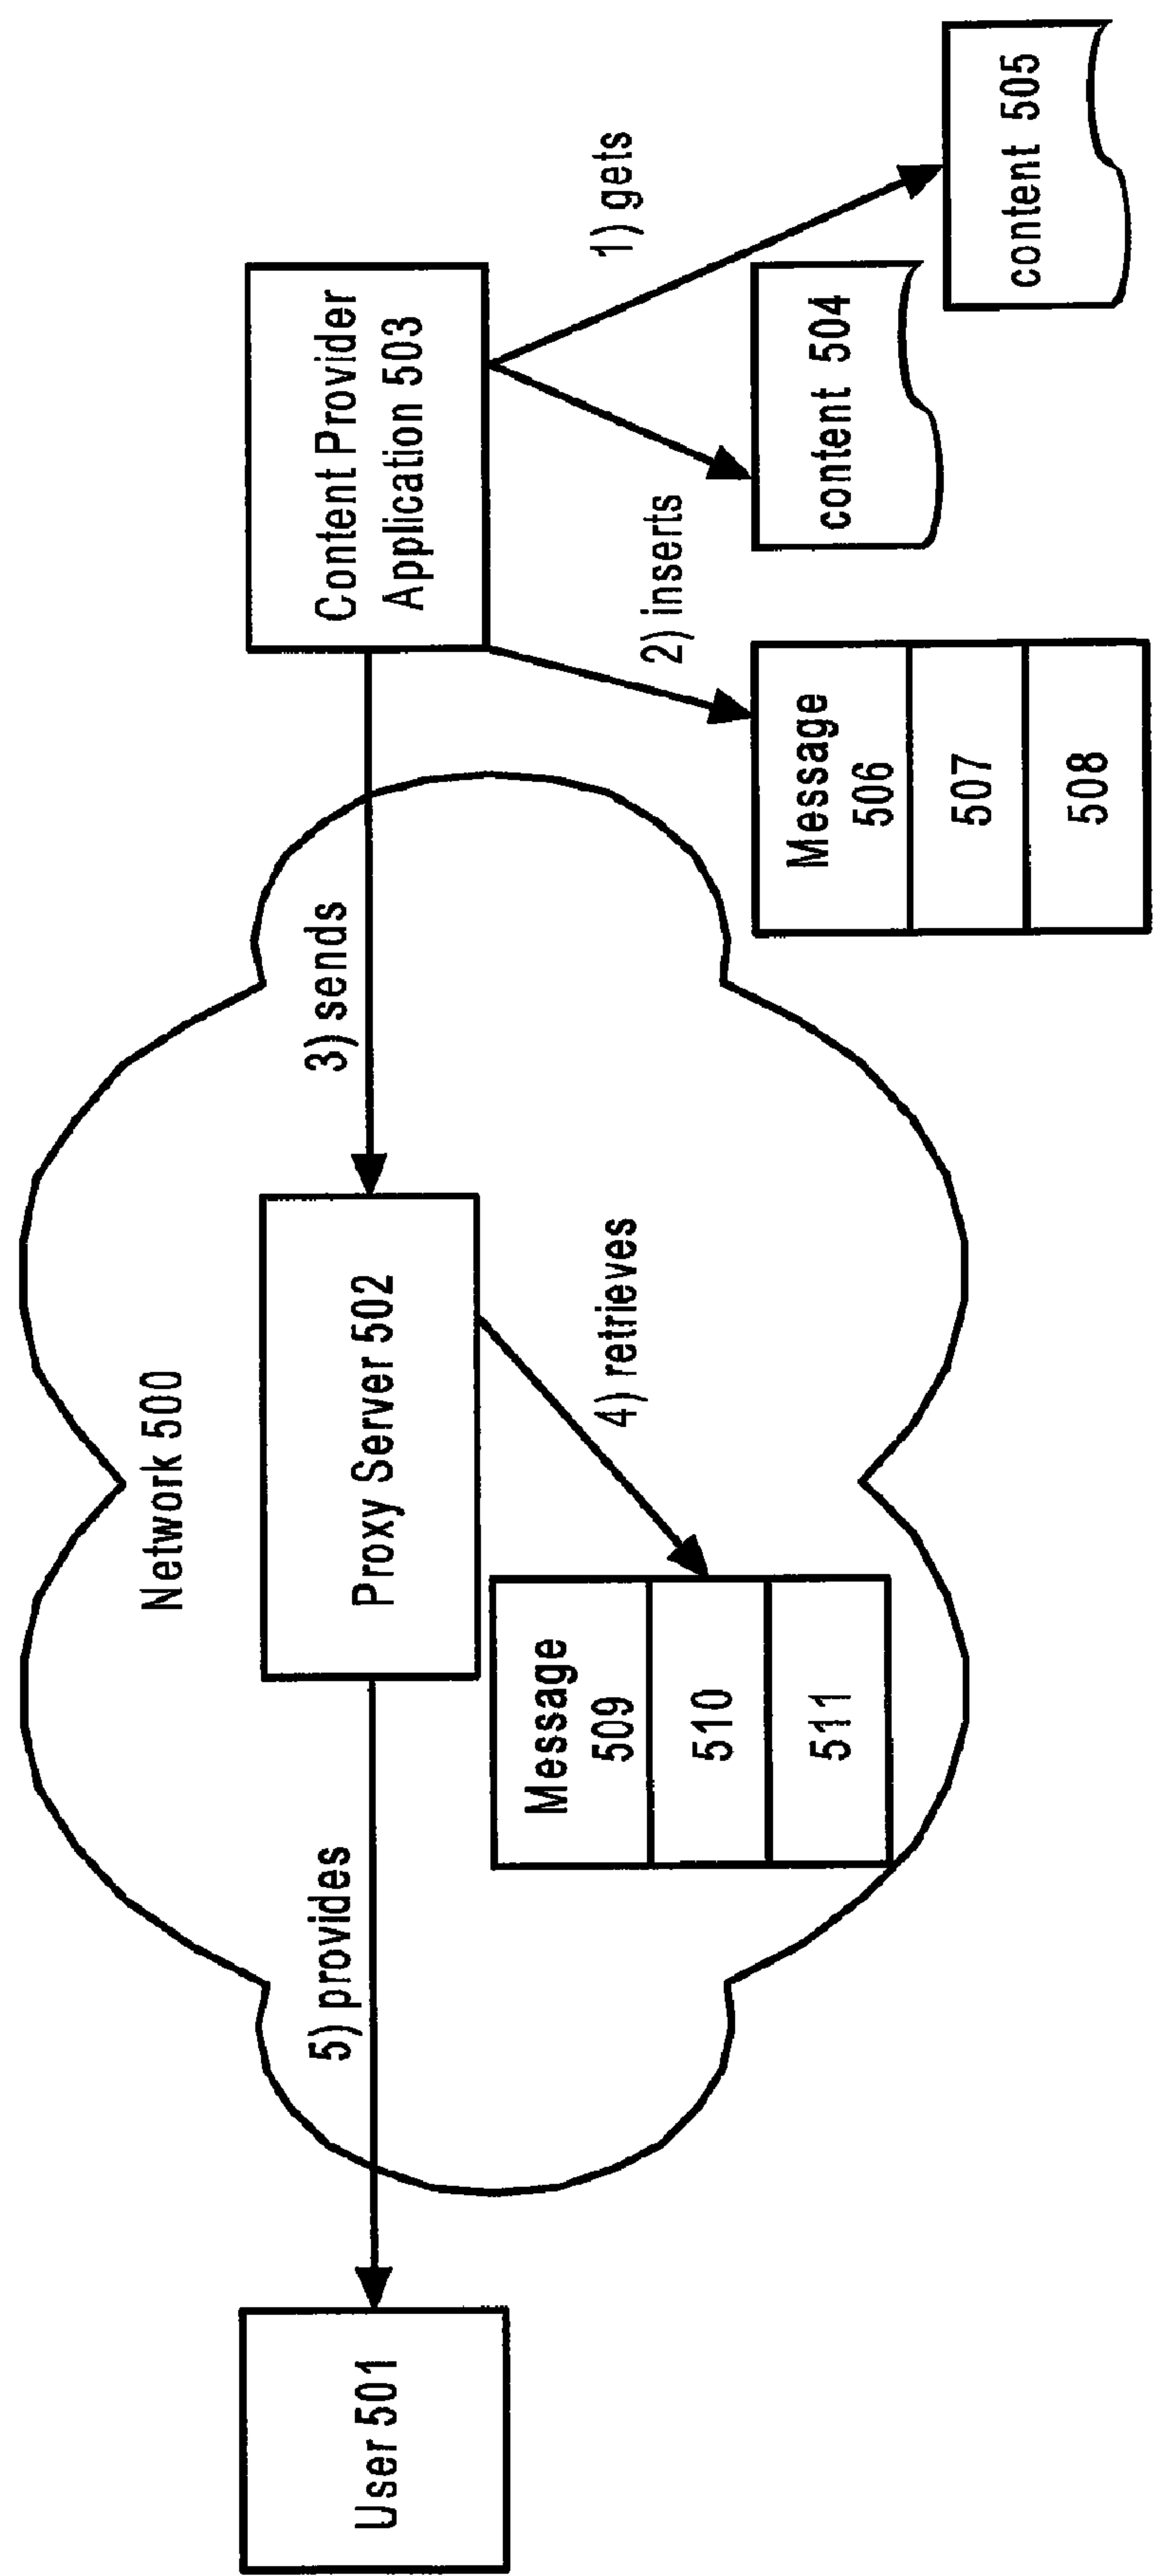 Network 500
User 501
5) provides
Proxy Server 502
3) sends
Content Provider
Application 503
4) retrieves
Message
509
510
511
2) inserts
1) gets
Message
506
507
508
content 504
content 505